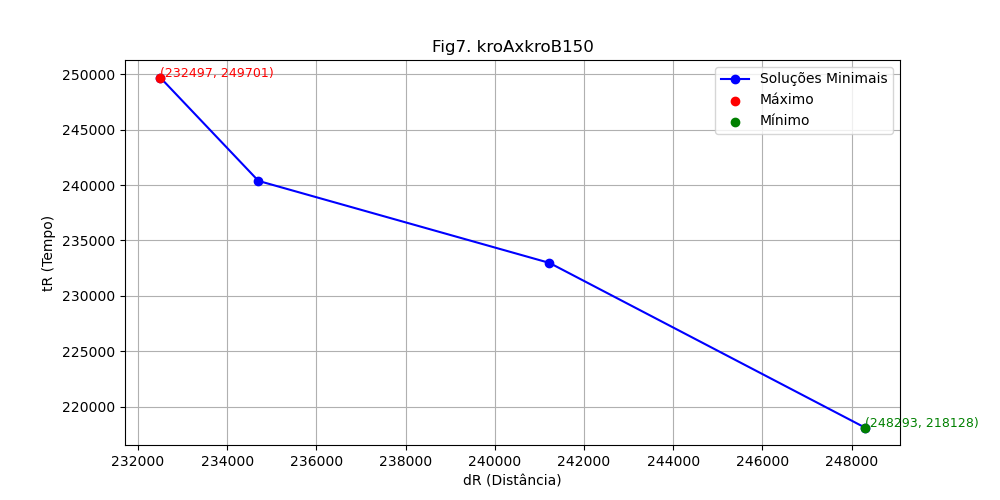 Fig7. kroAxkroB150
(232497, 249701)
Soluções Minimais
Máximo
Mínimo
250000
245000
240000
235000
230000
225000
220000
tR (Tempo)
(248293, 218128)
232000 234000 236000 238000 240000 242000 244000 246000 248000
dR (Distância)